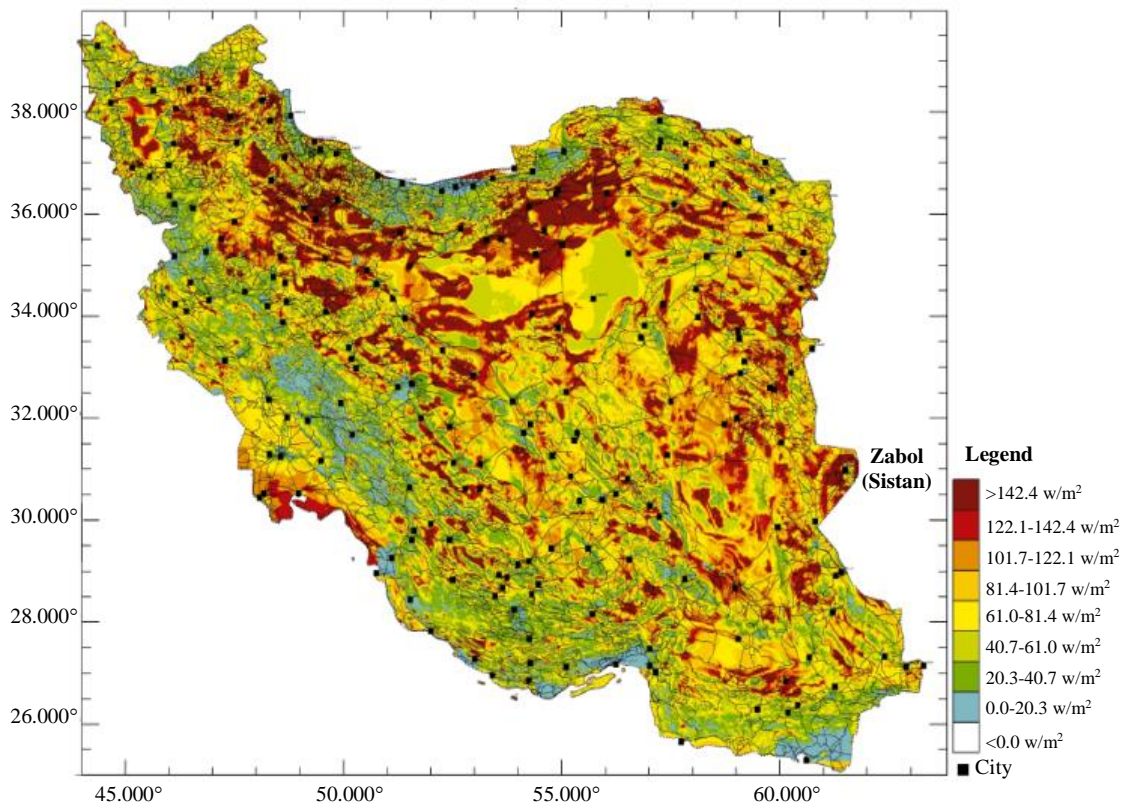 38.000°
36.000°
34.000°
32.000°
30.000°
28.000°
26.000°
45.000°
50.000°
55.000°
60.000°
Zabol
(Sistan)
Legend
>142.4 w/m²
122.1-142.4 w/m²
101.7-122.1 w/m²
81.4-101.7 w/m²
61.0-81.4 w/m²
40.7-61.0 w/m²
20.3-40.7 w/m²
0.0-20.3 w/m²
<0.0 w/m²
City